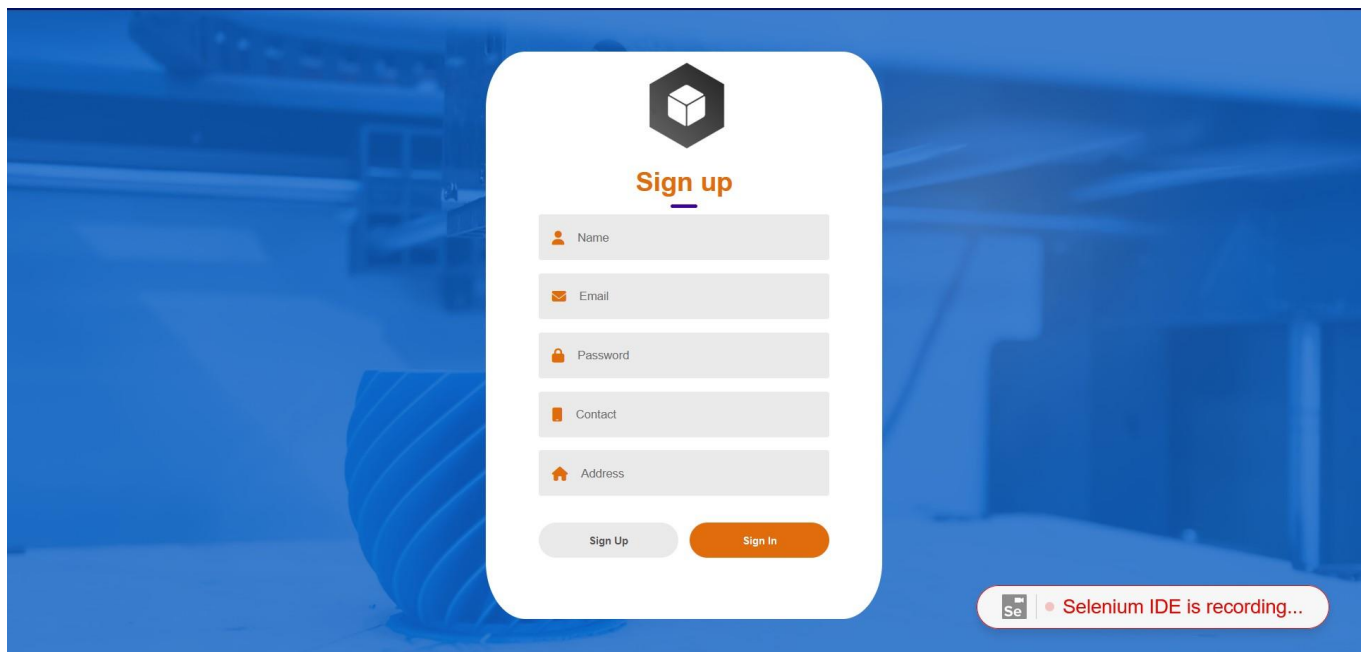 Sign up
Name
Email
Password
Contact
Address
Sign Up Sign In
Se Selenium IDE is recording...